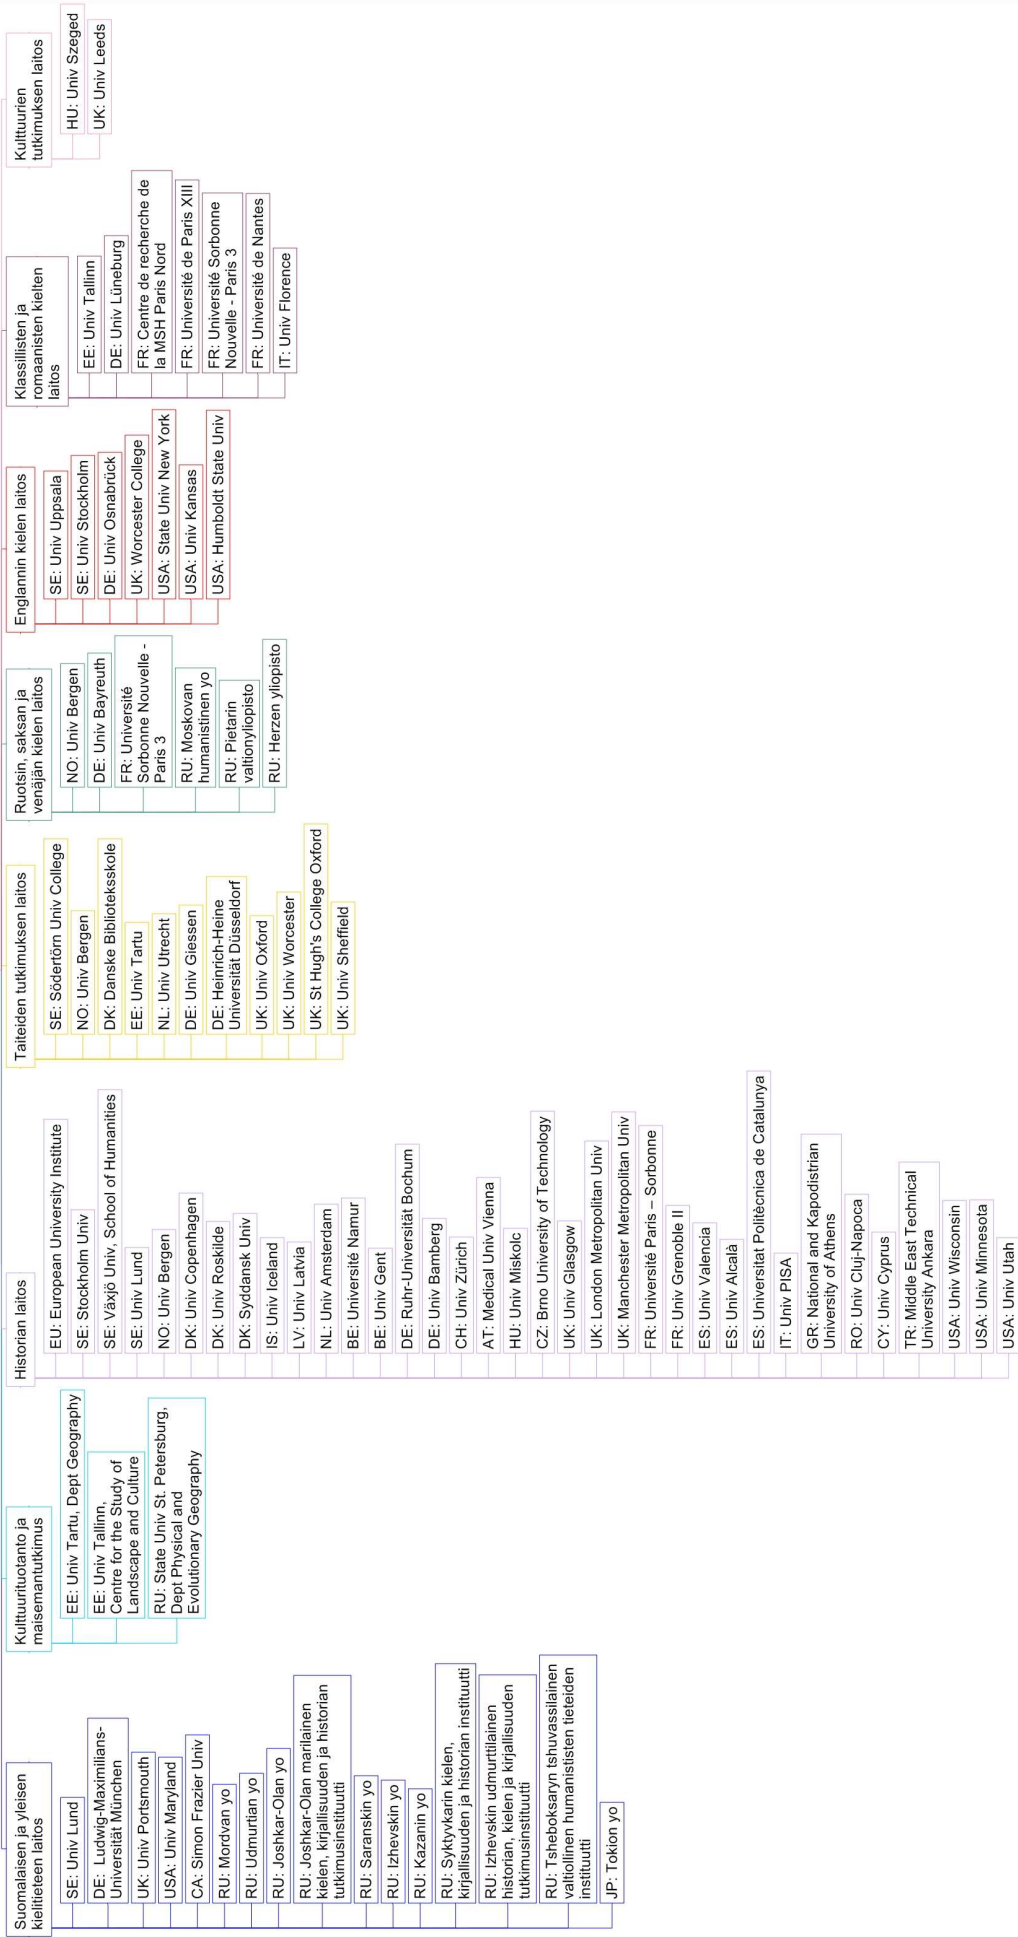 Suomalaisen ja yleisen
kielitieteen laitos
SE: Univ Lund
DE:  Ludwig-Maximilians-
Universität München
UK: Univ Portsmouth
USA: Univ Maryland
CA: Simon Frazier Univ
RU: Mordvan yo
RU: Udmurtian yo
RU: Joshkar-Olan yo
RU: Joshkar-Olan marilainen
kielen, kirjallisuuden ja historian
tutkimusinstituutti
RU: Saranskin yo
RU: Izhevskin yo
RU: Kazanin yo
RU: Syktyvkarin kielen,
kirjallisuuden ja historian instituutti
RU: Izhevskin udmurttilainen
historian, kielen ja kirjallisuuden
tutkimusinstituutti
RU: Tsheboksaryn tshuvassilainen
valtiollinen humanististen tieteiden
instituutti
JP: Tokion yo
Kulttuurituotanto ja
maisemantutkimus
EE: Univ Tartu, Dept Geography
EE: Univ Tallinn,
Centre for the Study of
Landscape and Culture
RU: State Univ St. Petersburg,
Dept Physical and
Evolutionary Geography
Historian laitos
EU: European University Institute
SE: Stockholm Univ
SE: Växjö Univ, School of Humanities
SE: Univ Lund
NO: Univ Bergen
DK: Univ Copenhagen
DK: Univ Roskilde
DK: Syddansk Univ
IS: Univ Iceland
LV: Univ Latvia
NL: Univ Amsterdam
BE: Université Namur
BE: Univ Gent
DE: Ruhr-Universität Bochum
DE: Univ Bamberg
CH: Univ Zürich
AT: Medical Univ Vienna
HU: Univ Miskolc
CZ: Brno University of Technology
UK: Univ Glasgow
UK: London Metropolitan Univ
UK: Manchester Metropolitan Univ
FR: Université Paris – Sorbonne
FR: Univ Grenoble II
ES: Univ Valencia
ES: Univ Alcalá
ES: Universitat Politècnica de Catalunya
IT: Univ PISA
GR: National and Kapodistrian
University of Athens
RO: Univ Cluj-Napoca
CY: Univ Cyprus
TR: Middle East Technical
University Ankara
USA: Univ Wisconsin
USA: Univ Minnesota
USA: Univ Utah
Taiteiden tutkimuksen laitos
SE: Södertörn Univ College
NO: Univ Bergen
DK: Danske Biblioteksskole
EE: Univ Tartu
NL: Univ Utrecht
DE: Univ Giessen
DE: Heinrich-Heine
Universität Düsseldorf
UK: Univ Oxford
UK: Univ Worcester
UK: St Hugh's College Oxford
UK: Univ Sheffield
Ruotsin, saksan ja
venäjän kielen laitos
NO: Univ Bergen
DE: Univ Bayreuth
FR: Université
Sorbonne Nouvelle -
Paris 3
RU: Moskovan
humanistinen yo
RU: Pietarin
valtionyliopisto
RU: Herzen yliopisto
Englannin kielen laitos
SE: Univ Uppsala
SE: Univ Stockholm
DE: Univ Osnabrück
UK: Worcester College
USA: State Univ New York
USA: Univ Kansas
USA: Humboldt State Univ
Klassillisten ja
romaanisten kielten
laitos
EE: Univ Tallinn
DE: Univ Lüneburg
FR: Centre de recherche de
la MSH Paris Nord
FR: Université de Paris XIII
FR: Université Sorbonne
Nouvelle - Paris 3
FR: Université de Nantes
IT: Univ Florence
Kulttuurien
tutkimuksen laitos
HU: Univ Szeged
UK: Univ Leeds